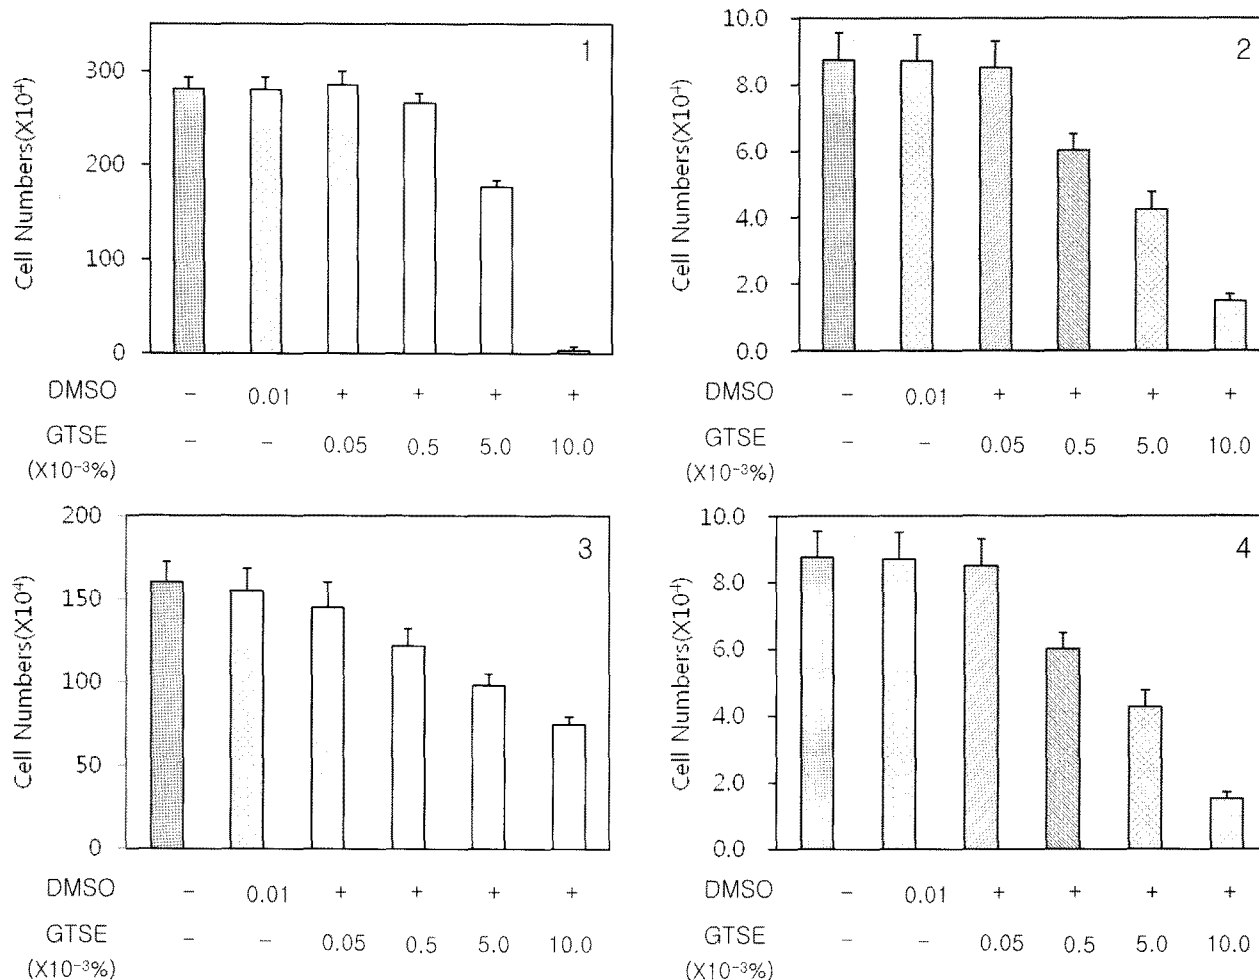 1
Cell Numbers(X10⁴)
300
200
100
0
DMSO - 0.01 + + + +
GTSE - - 0.05 0.5 5.0 10.0
(X10⁻³%)
2
Cell Numbers(X10⁴)
10.0
8.0
6.0
4.0
2.0
0.0
DMSO - 0.01 + + + +
GTSE - - 0.05 0.5 5.0 10.0
(X10⁻³%)
3
Cell Numbers(X10⁴)
200
150
100
50
0
DMSO - 0.01 + + + +
GTSE - - 0.05 0.5 5.0 10.0
(X10⁻³%)
4
Cell Numbers(X10⁴)
10.0
8.0
6.0
4.0
2.0
0.0
DMSO - 0.01 + + + +
GTSE - - 0.05 0.5 5.0 10.0
(X10⁻³%)